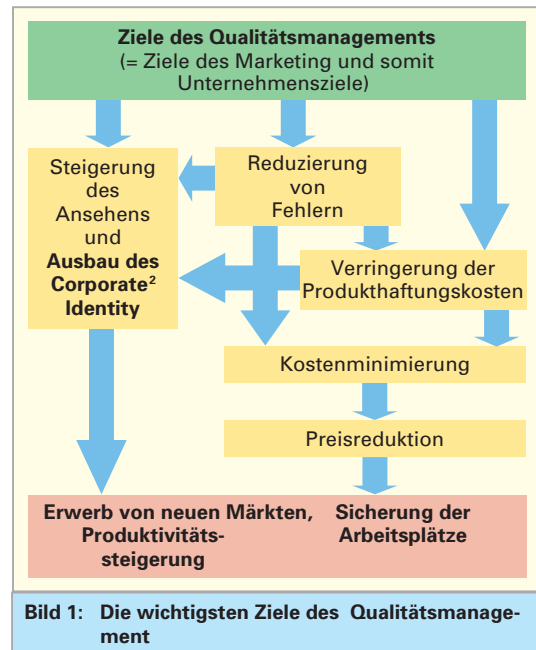 Ziele des Qualitätsmanagements
(= Ziele des Marketing und somit
Unternehmensziele)
Steigerung
des
Ansehens
und
Ausbau des
Corporate²
Identity
Reduzierung
von
Fehlern
Verringerung der
Produkthaftungskosten
Kostenminimierung
Preisreduktion
Erwerb von neuen Märkten,
Produktivitäts-
steigerung
Sicherung der
Arbeitsplätze
Bild 1: Die wichtigsten Ziele des Qualitätsmanage-
ment